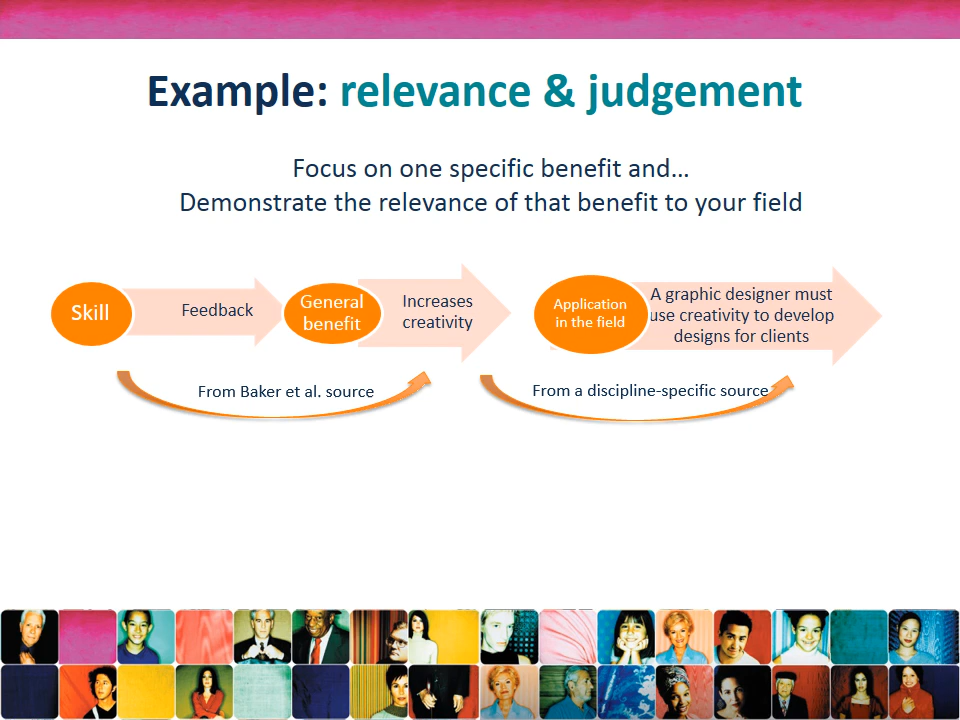 Example: relevance & judgement
Focus on one specific benefit and…
Demonstrate the relevance of that benefit to your field
Skill
Feedback
General
benefit
Increases
creativity
Application
in the field
A graphic designer must
use creativity to develop
designs for clients
From Baker et al. source
From a discipline-specific source